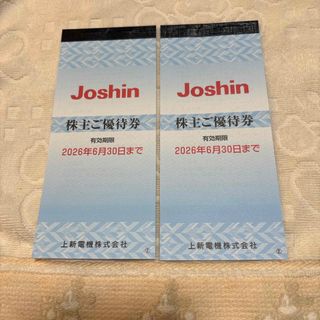 Joshin
株主ご優待券
有効期限
2026年6月30日まで
上新電機株式会社
Joshin
株主ご優待券
有効期限
2026年6月30日まで
上新電機株式会社